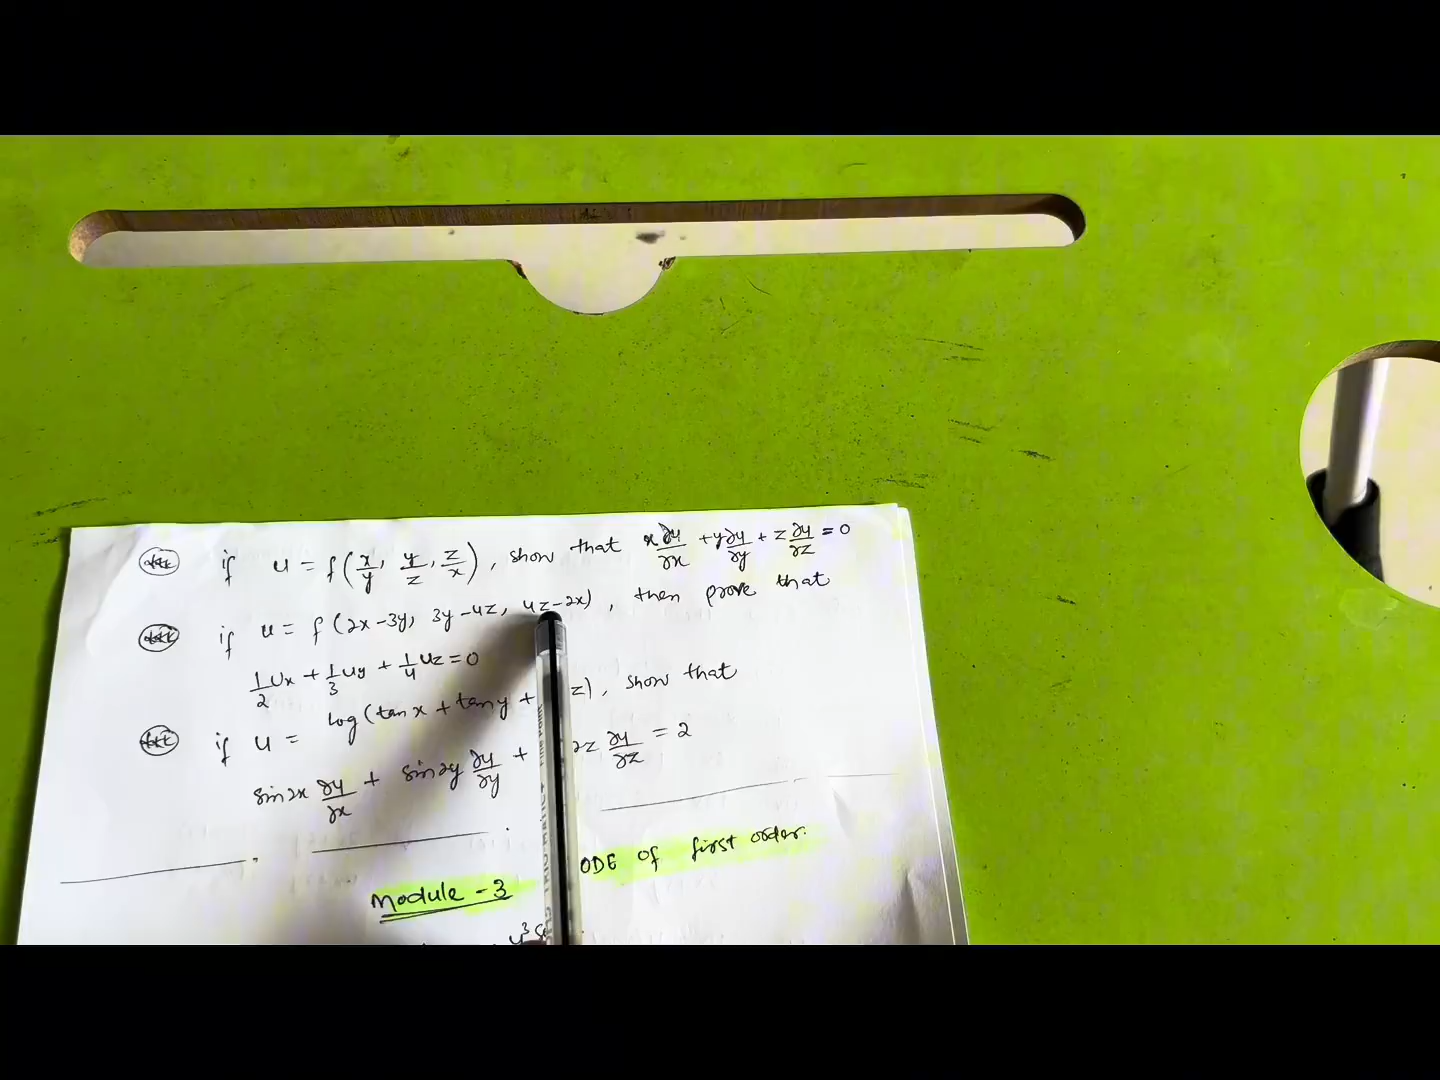 if u = f(x/y, y/z, z/x), show that x ∂u/∂x + y ∂u/∂y + z ∂u/∂z = 0
if u = f(2x-3y, 3y-4z, 4z-2x), then prove that
1/2 Ux + 1/3 Uy + 1/4 Uz = 0
if u = log(tan x + tan y + z), show that
sin2x ∂u/∂x + sin2y ∂u/∂y + 2z ∂u/∂z = 2
Module - 3 ODE of first order.